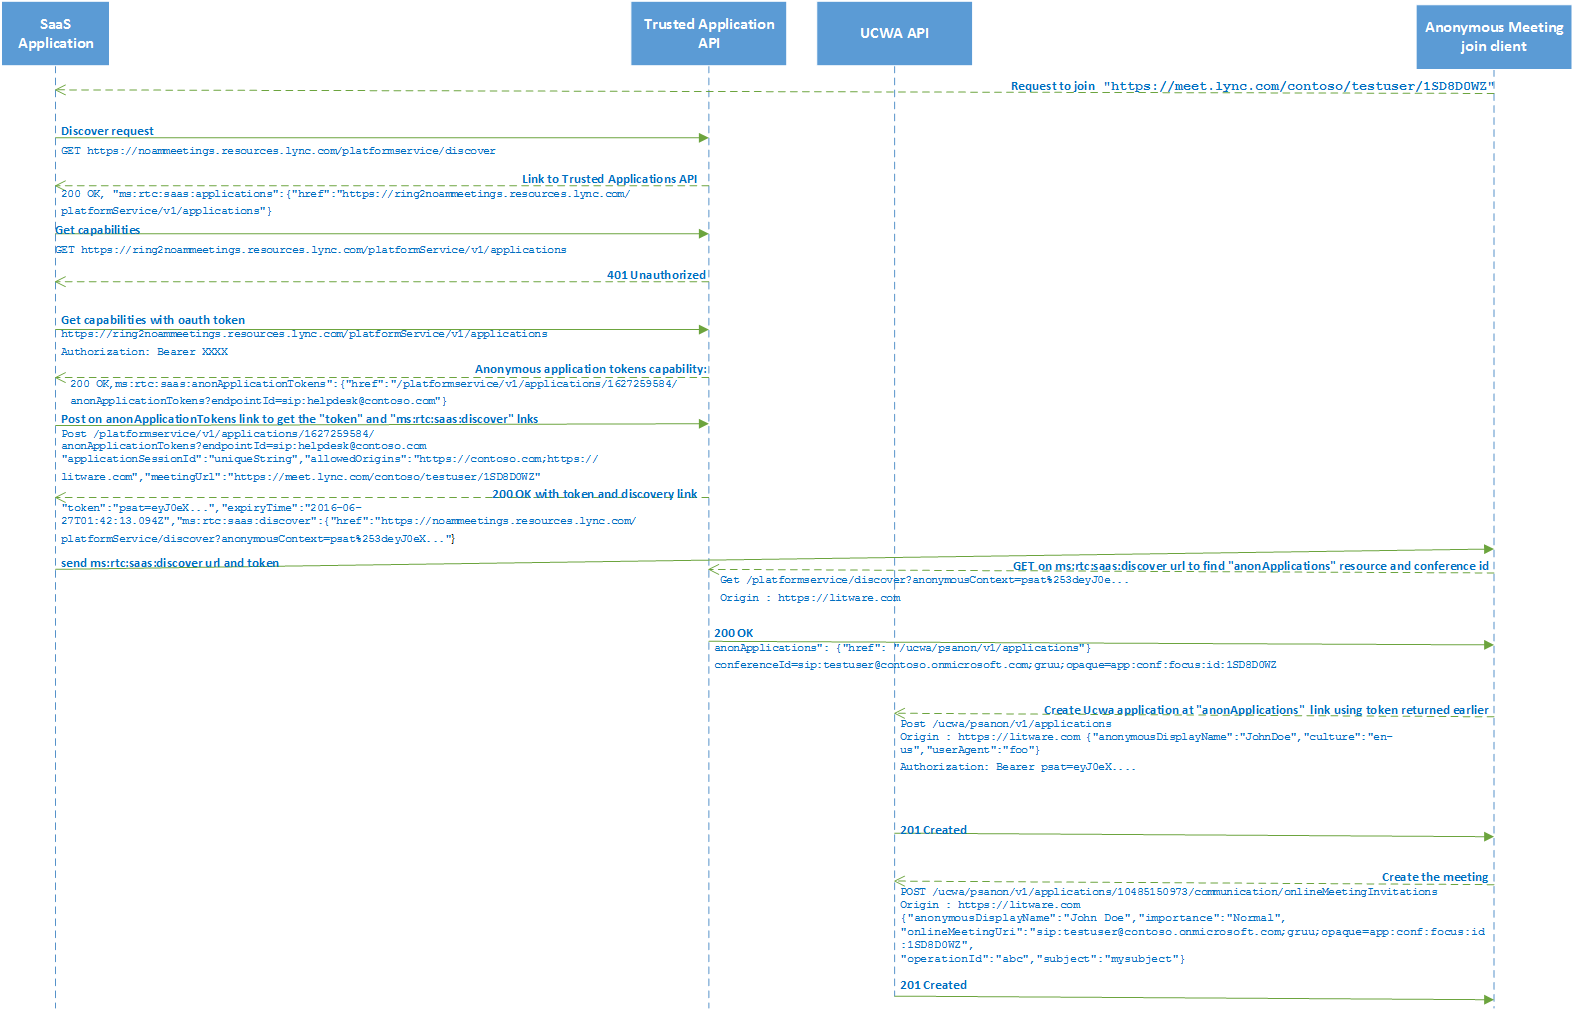 SaaS
Application
Trusted Application
API
UCWA API
Anonymous Meeting
join client
Request to join "https://meet.lync.com/contoso/testuser/1SD8D0WZ"
Discover request
GET https://noammeetings.resources.lync.com/platformservice/discover
Link to Trusted Applications API
200 OK, "ms:rtc:saas:applications":{"href":"https://ring2noammeetings.resources.lync.com/
platformService/v1/applications"}
Get capabilities
GET https://ring2noammeetings.resources.lync.com/platformService/v1/applications
401 Unauthorized
Get capabilities with oauth token
https://ring2noammeetings.resources.lync.com/platformService/v1/applications
Authorization: Bearer XXXX
Anonymous application tokens capability:
200 OK,ms:rtc:saas:anonApplicationTokens":{"href":"/platformservice/v1/applications/1627259584/
anonApplicationTokens?endpointId=sip:helpdesk@contoso.com"}
Post on anonApplicationTokens link to get the "token" and "ms:rtc:saas:discover" lnks
Post /platformservice/v1/applications/1627259584/
anonApplicationTokens?endpointId=sip:helpdesk@contoso.com
"applicationSessionId":"uniqueString","allowedOrigins":"https://contoso.com;https://
litware.com","meetingUrl":"https://meet.lync.com/contoso/testuser/1SD8D0WZ"
200 OK with token and discovery link
"token":"psat=eyJ0eX...","expiryTime":"2016-06-
27T01:42:13.094Z","ms:rtc:saas:discover":{"href":"https://noammeetings.resources.lync.com/
platformService/discover?anonymousContext=psat%253deyJ0eX..."}
send ms:rtc:saas:discover url and token
GET on ms:rtc:saas:discover url to find "anonApplications" resource and conference id
Get /platformservice/discover?anonymousContext=psat%253deyJ0e...
Origin : https://litware.com
200 OK
anonApplications": {"href": "/ucwa/psanon/v1/applications"}
conferenceId=sip:testuser@contoso.onmicrosoft.com;gruu;opaque=app:conf:focus:id:1SD8D0WZ
Create Ucwa application at "anonApplications" link using token returned earlier
Post /ucwa/psanon/v1/applications
Origin : https://litware.com {"anonymousDisplayName":"JohnDoe","culture":"en-
us","userAgent":"foo"}
Authorization: Bearer psat=eyJ0eX....
201 Created
Create the meeting
POST /ucwa/psanon/v1/applications/10485150973/communication/onlineMeetingInvitations
Origin : https://litware.com
{"anonymousDisplayName":"John Doe","importance":"Normal",
"onlineMeetingUri":"sip:testuser@contoso.onmicrosoft.com;gruu;opaque=app:conf:focus:id
:1SD8D0WZ",
"operationId":"abc","subject":"mysubject"}
201 Created